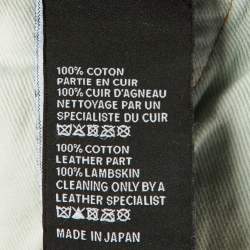 100% COTON
PARTIE EN CUIR
100% CUIR D'AGNEAU
NETTOYAGE PAR UN
SPECIALISTE DU CUIR
100% COTTON
LEATHER PART
100% LAMBSKIN
CLEANING ONLY BY A
LEATHER SPECIALIST
MADE IN JAPAN